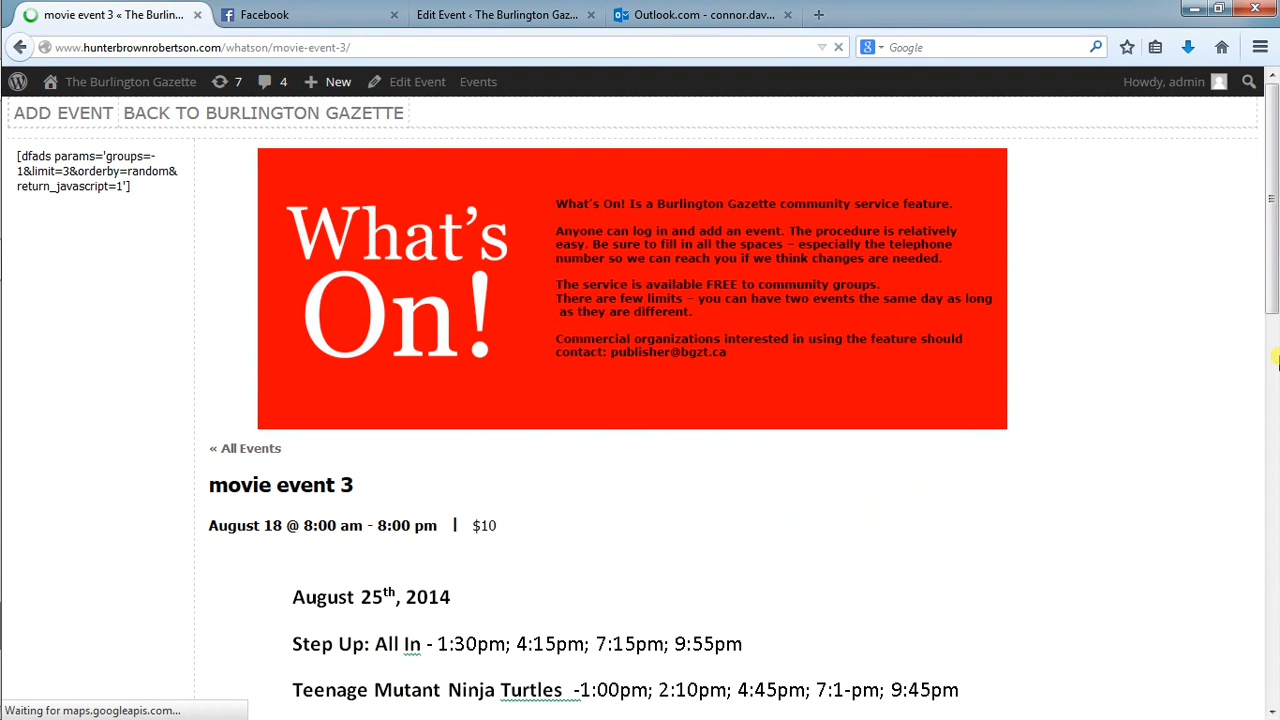 movie event 3 « The Burlin...
Facebook
Edit Event ‹ The Burlington Gaz...
Outlook.com - connor.dav...
www.hunterbrownrobertson.com/whatson/movie-event-3/
Google
The Burlington Gazette
7
4
New
Edit Event
Events
Howdy, admin
ADD EVENT
BACK TO BURLINGTON GAZETTE
[dfads params='groups=-
1&limit=3&orderby=random&
return_javascript=1']
What's
On!
What's On! Is a Burlington Gazette community service feature.
Anyone can log in and add an event. The procedure is relatively
easy. Be sure to fill in all the spaces – especially the telephone
number so we can reach you if we think changes are needed.
The service is available FREE to community groups.
There are few limits – you can have two events the same day as long
as they are different.
Commercial organizations interested in using the feature should
contact: publisher@bgzt.ca
« All Events
movie event 3
August 18 @ 8:00 am - 8:00 pm | $10
August 25th, 2014
Step Up: All In - 1:30pm; 4:15pm; 7:15pm; 9:55pm
Teenage Mutant Ninja Turtles -1:00pm; 2:10pm; 4:45pm; 7:1-pm; 9:45pm
Waiting for maps.googleapis.com...